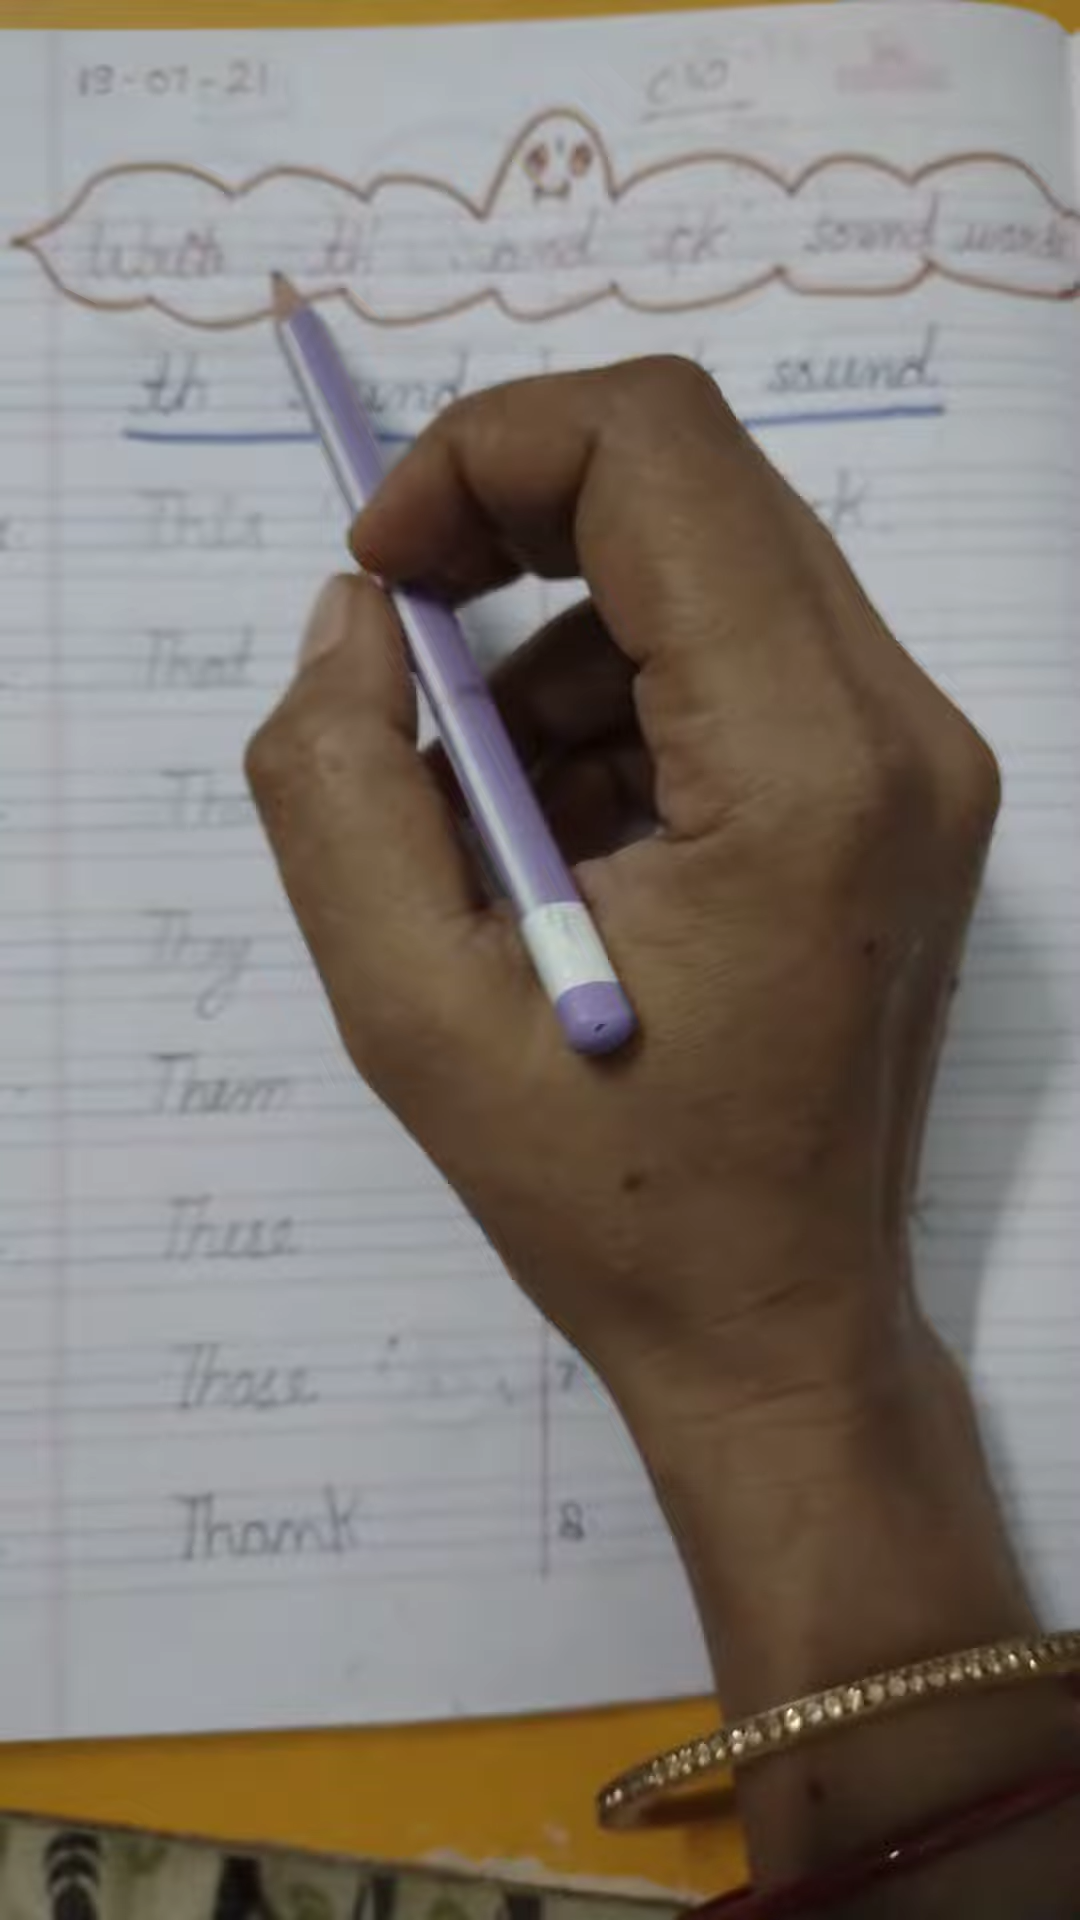 13-07-21 C.W
th and ck sound words
th sound sound
This
That
They
Them
These
Those 7
Thank 8